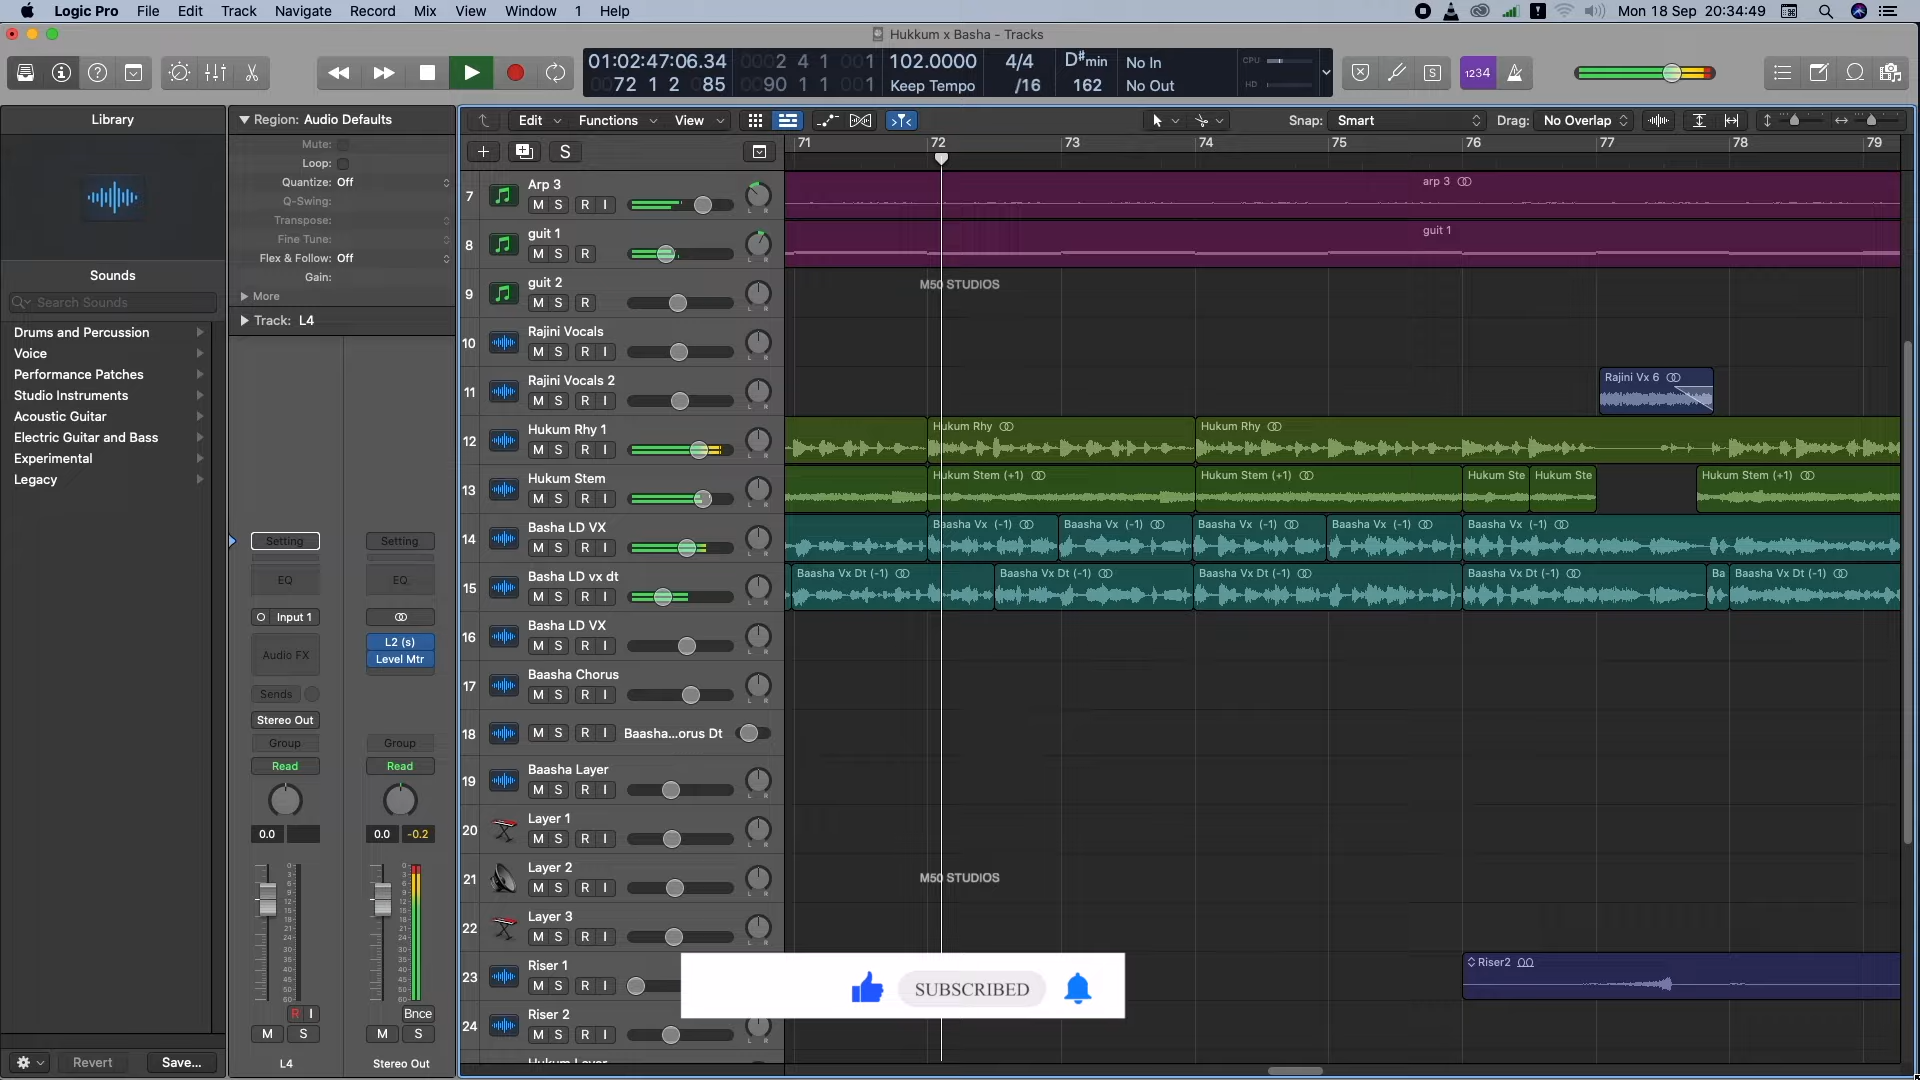 Logic Pro File Edit Track Navigate Record Mix View Window 1 Help
Mon 18 Sep 20:34:49
Hukkum x Basha - Tracks
01:02:47:06.34 0002 4 1 001 102.0000 4/4 D#min No In CPU
0072 1 2 085 0090 1 1 001 Keep Tempo /16 162 No Out HD
1234
Library
Region: Audio Defaults
Edit Functions View Snap: Smart Drag: No Overlap
Mute:
Loop:
Quantize: Off
Q-Swing:
Transpose:
Fine Tune:
Flex & Follow: Off
Gain:
More
Track: L4
Sounds
Search Sounds
Drums and Percussion
Voice
Performance Patches
Studio Instruments
Acoustic Guitar
Electric Guitar and Bass
Experimental
Legacy
S
71 72 73 74 75 76 77 78 79
7 Arp 3 M S R I L R arp 3
8 guit 1 M S R L R guit 1
9 guit 2 M S R L R
M50 STUDIOS
10 Rajini Vocals M S R I L R
11 Rajini Vocals 2 M S R I L R Rajini Vx 6
12 Hukum Rhy 1 M S R I L R Hukum Rhy Hukum Rhy
13 Hukum Stem M S R I L R Hukum Stem (+1) Hukum Stem (+1) Hukum Ste Hukum Ste Hukum Stem (+1)
14 Basha LD VX M S R I L R Baasha Vx (-1) Baasha Vx (-1) Baasha Vx (-1) Baasha Vx (-1) Baasha Vx (-1)
15 Basha LD vx dt M S R I L R Baasha Vx Dt (-1) Baasha Vx Dt (-1) Baasha Vx Dt (-1) Baasha Vx Dt (-1) Ba Baasha Vx Dt (-1)
16 Basha LD VX M S R I L R
17 Baasha Chorus M S R I L R
18 M S R I Baasha...orus Dt
19 Baasha Layer M S R I L R
20 Layer 1 M S R I L R
21 Layer 2 M S R I L R
M50 STUDIOS
22 Layer 3 M S R I L R
23 Riser 1 M S R I Riser2
24 Riser 2 M S R I L R
SUBSCRIBED
Setting Setting
EQ EQ
Input 1
L2 (s)
Audio FX Level Mtr
Sends
Stereo Out
Group Group
Read Read
0.0 0.0 -0.2
R I Bnce
M S M S
L4 Stereo Out
Revert Save...